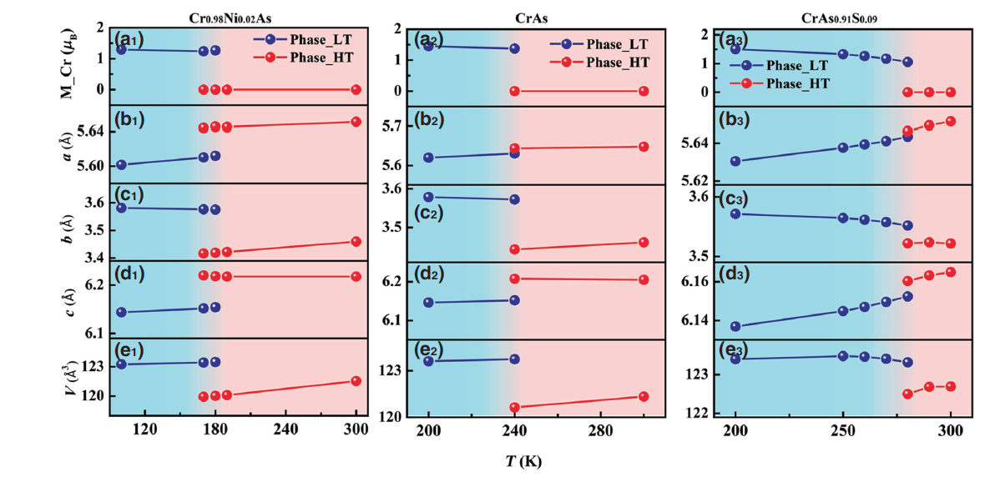 Cr0.98Ni0.02As
CrAs
CrAs0.91S0.09
M_Cr (μB)
2
1
0
(a1)
Phase_LT
Phase_HT
2
1
0
(a2)
Phase_LT
Phase_HT
2
1
0
(a3)
Phase_LT
Phase_HT
a (Å)
5.64
5.60
(b1)
5.7
5.6
(b2)
5.64
5.62
(b3)
b (Å)
3.6
3.5
3.4
(c1)
3.6
3.5
(c2)
3.6
3.5
(c3)
c (Å)
6.2
6.1
(d1)
6.2
6.1
(d2)
6.16
6.14
(d3)
V (Å3)
123
120
(e1)
123
120
(e2)
123
122
(e3)
120 180 240 300
200 240 280
200 250 300
T (K)